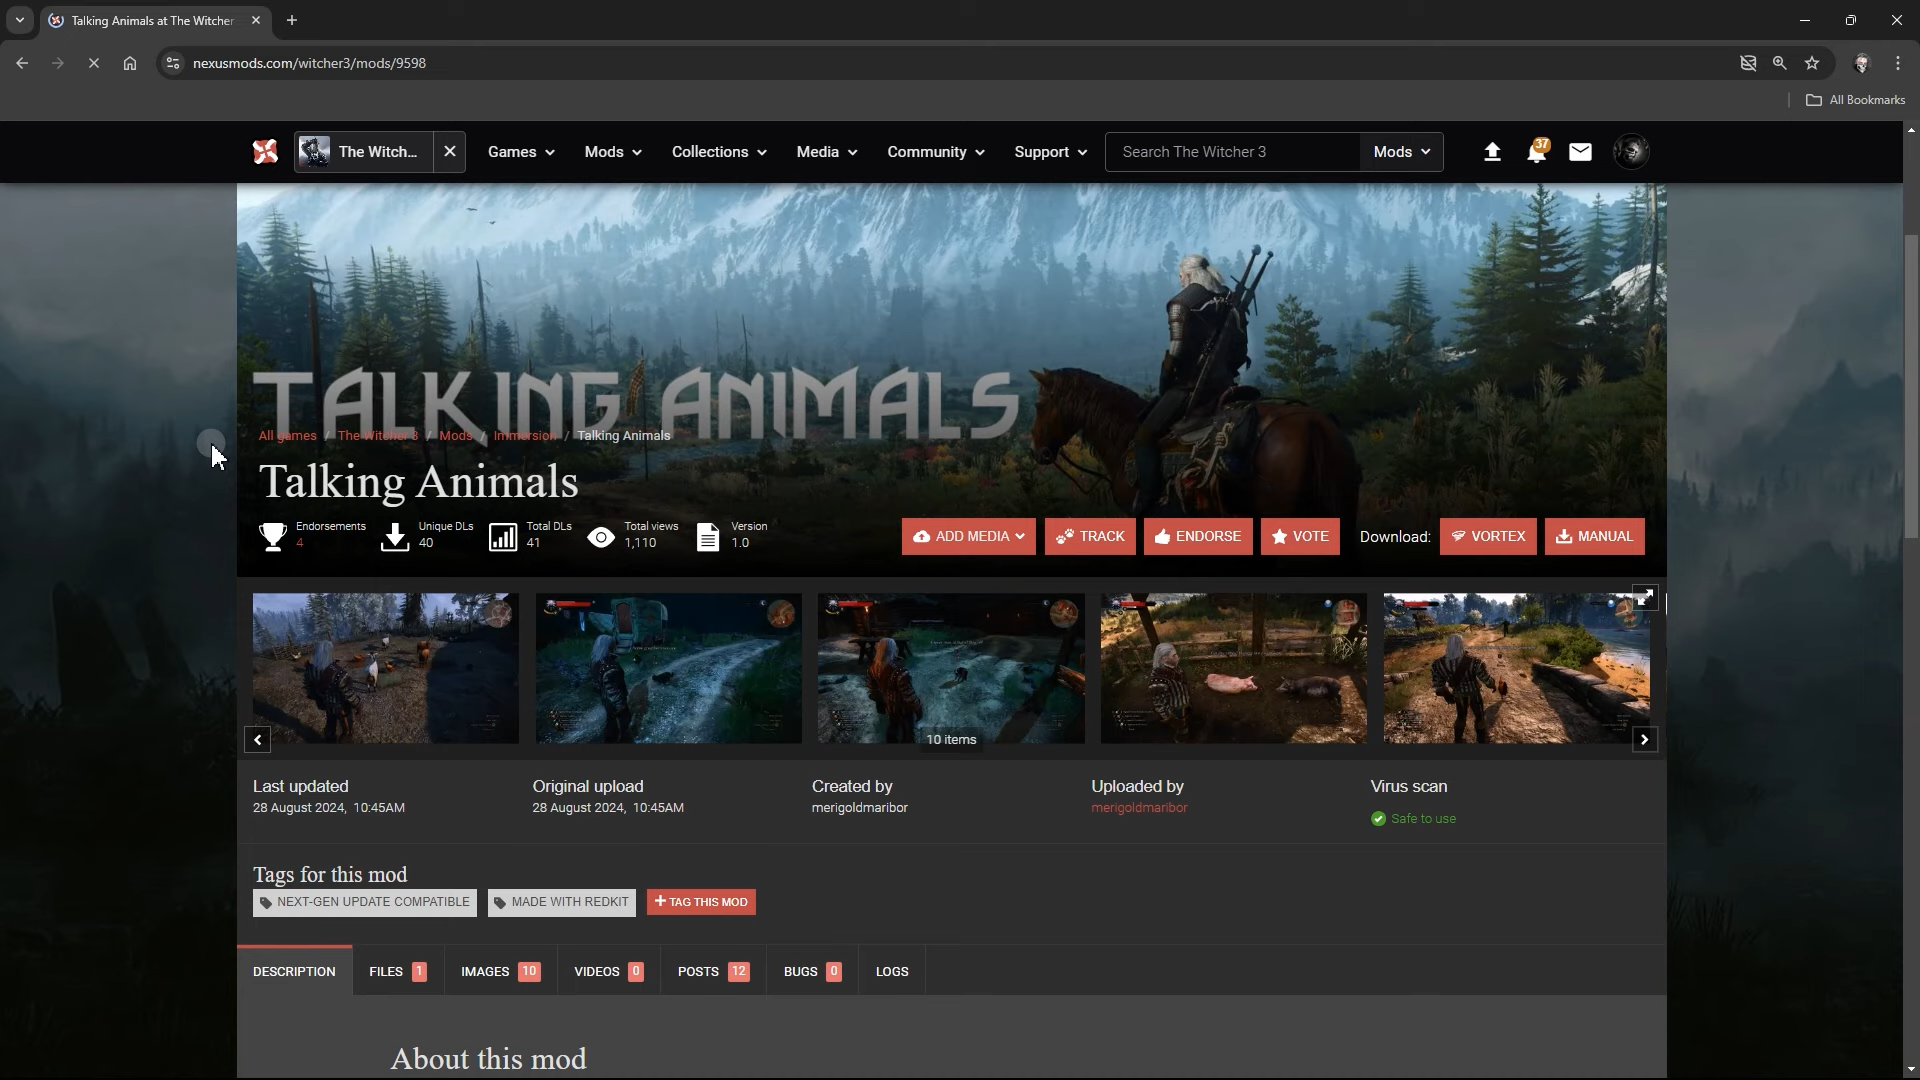 Talking Animals at The Witcher
nexusmods.com/witcher3/mods/9598
All Bookmarks
The Witch...
Games
Mods
Collections
Media
Community
Support
Search The Witcher 3
Mods
37
TALKING ANIMALS
All games / The Witcher 3 / Mods / Immersion / Talking Animals
Talking Animals
Endorsements
4
Unique DLs
40
Total DLs
41
Total views
1,110
Version
1.0
ADD MEDIA
TRACK
ENDORSE
VOTE
Download:
VORTEX
MANUAL
10 items
Last updated
28 August 2024, 10:45AM
Original upload
28 August 2024, 10:45AM
Created by
merigoldmaribor
Uploaded by
merigoldmaribor
Virus scan
Safe to use
Tags for this mod
NEXT-GEN UPDATE COMPATIBLE
MADE WITH REDKIT
+ TAG THIS MOD
DESCRIPTION
FILES 1
IMAGES 10
VIDEOS 0
POSTS 12
BUGS 0
LOGS
About this mod